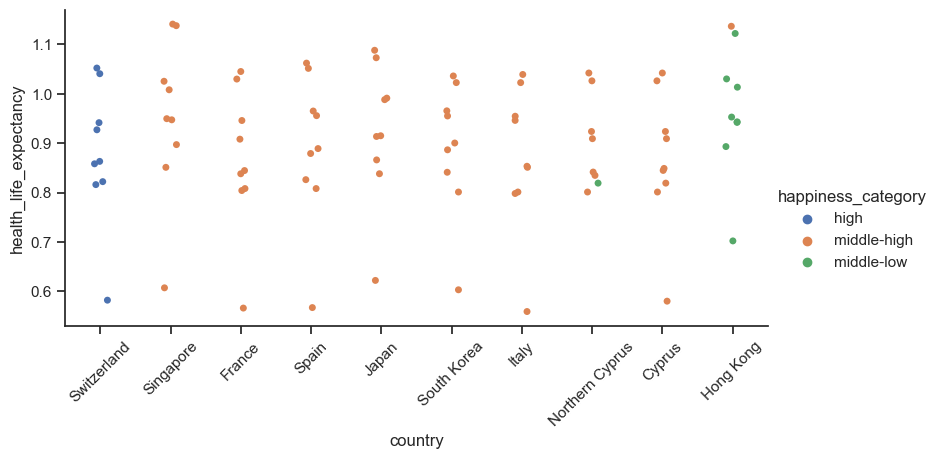 1.1
1.0
0.9
0.8
0.7
0.6
health_life_expectancy
Switzerland
Singapore
France
Spain
Japan
South Korea
Italy
Northern Cyprus
Cyprus
Hong Kong
country
happiness_category
high
middle-high
middle-low